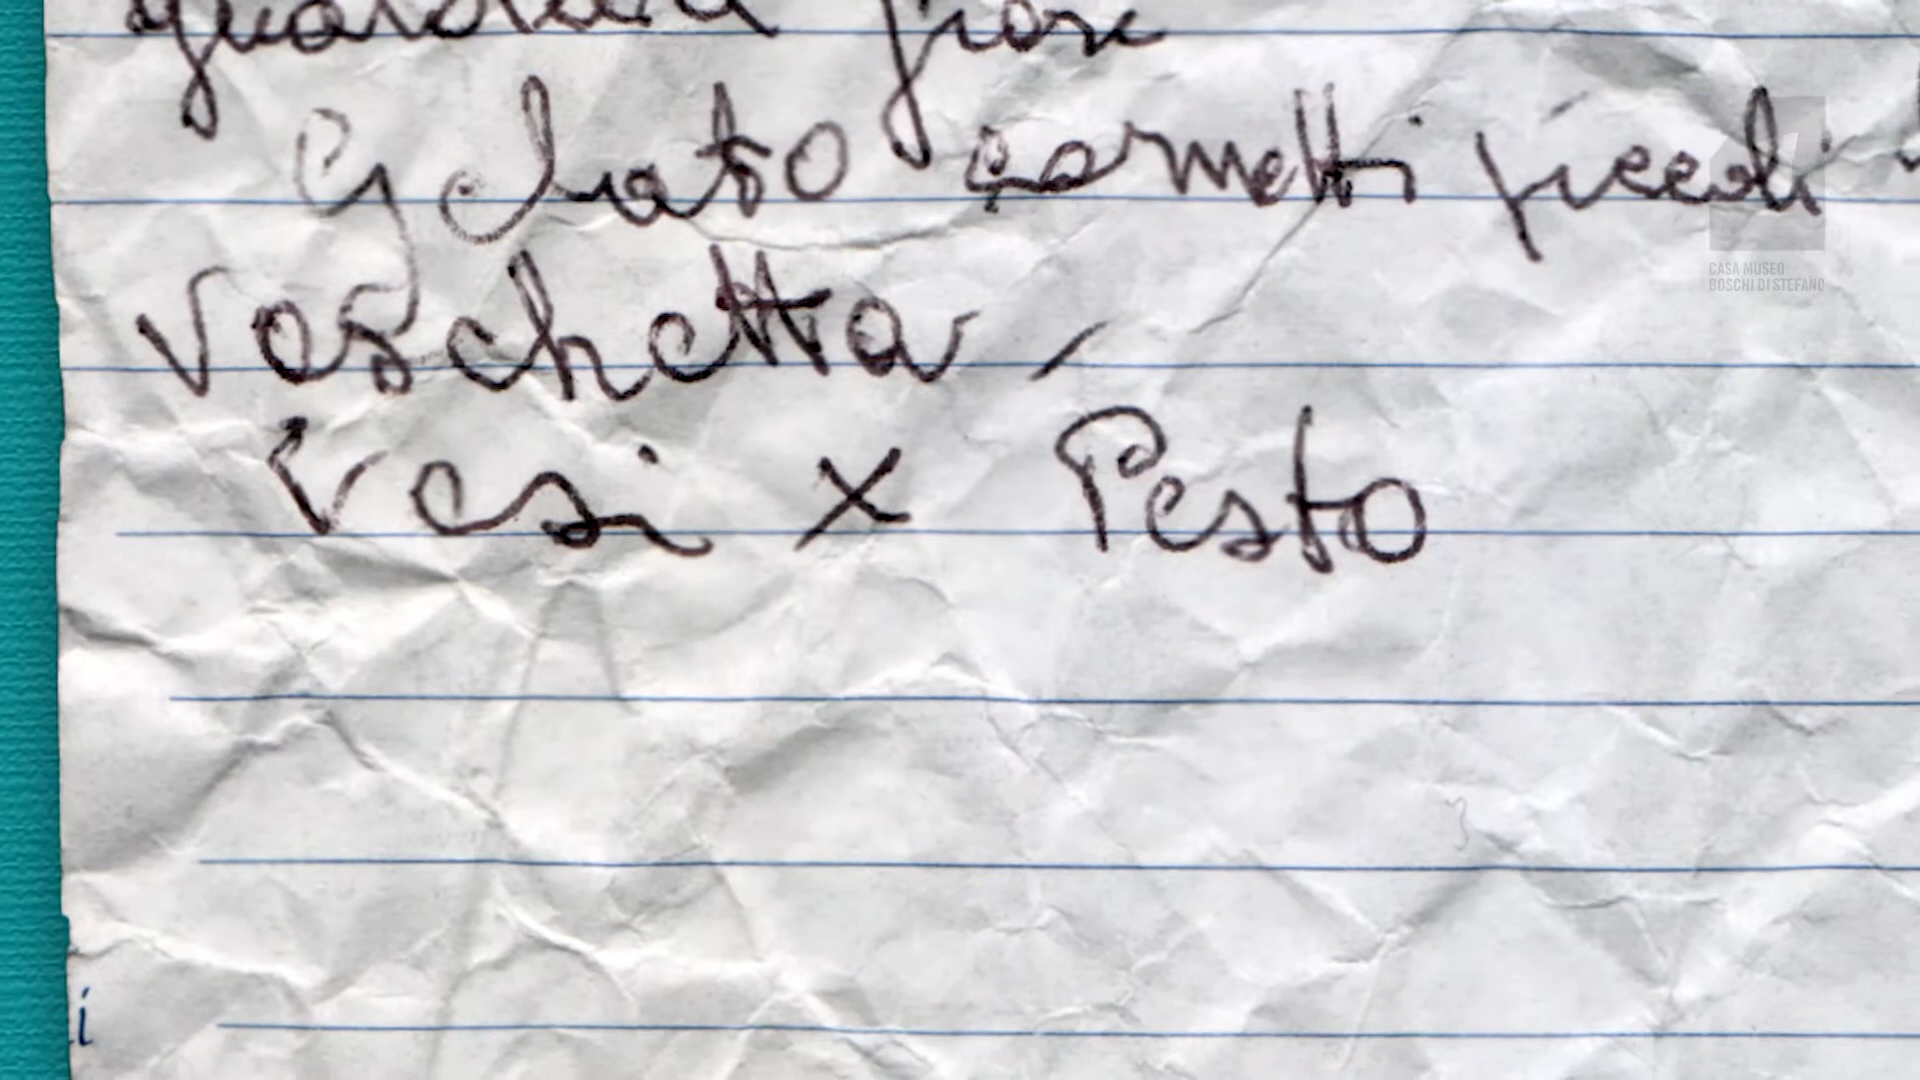 Gelato cornetti piccoli
vaschetta
Vasi x Pesto
CASA MUSEO
BOSCHI DI STEFANO